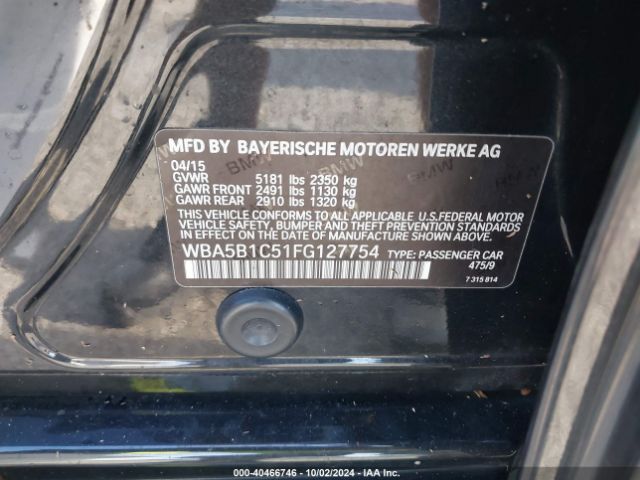 MFD BY BAYERISCHE MOTOREN WERKE AG
04/15
GVWR 5181 lbs 2350 kg
GAWR FRONT 2491 lbs 1130 kg
GAWR REAR 2910 lbs 1320 kg
THIS VEHICLE CONFORMS TO ALL APPLICABLE U.S.FEDERAL MOTOR
VEHICLE SAFETY, BUMPER AND THEFT PREVENTION STANDARDS
IN EFFECT ON THE DATE OF MANUFACTURE SHOWN ABOVE.
WBA5B1C51FG127754 TYPE: PASSENGER CAR
475/9
7 315 814
© 40466746 - 10/02/2024 - IAA Inc.